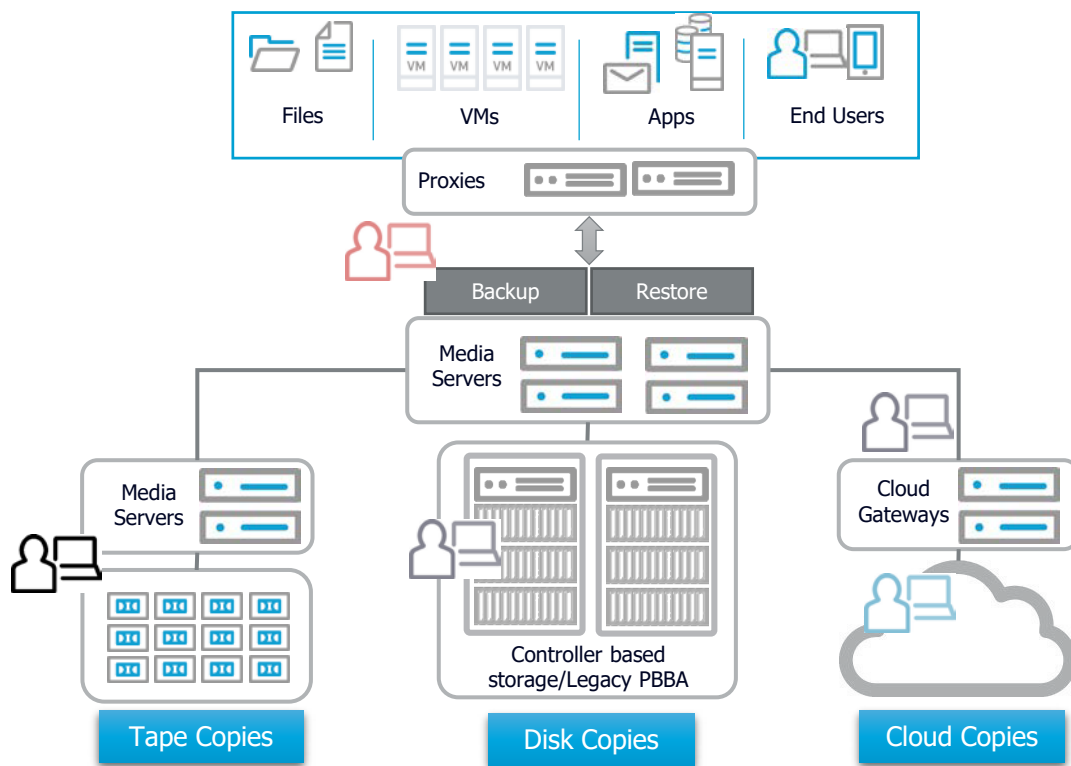 VM VM VM VM
Files VMs Apps End Users
Proxies
Backup Restore
Media
Servers
Media
Servers
Cloud
Gateways
Controller based
storage/Legacy PBBA
Tape Copies Disk Copies Cloud Copies